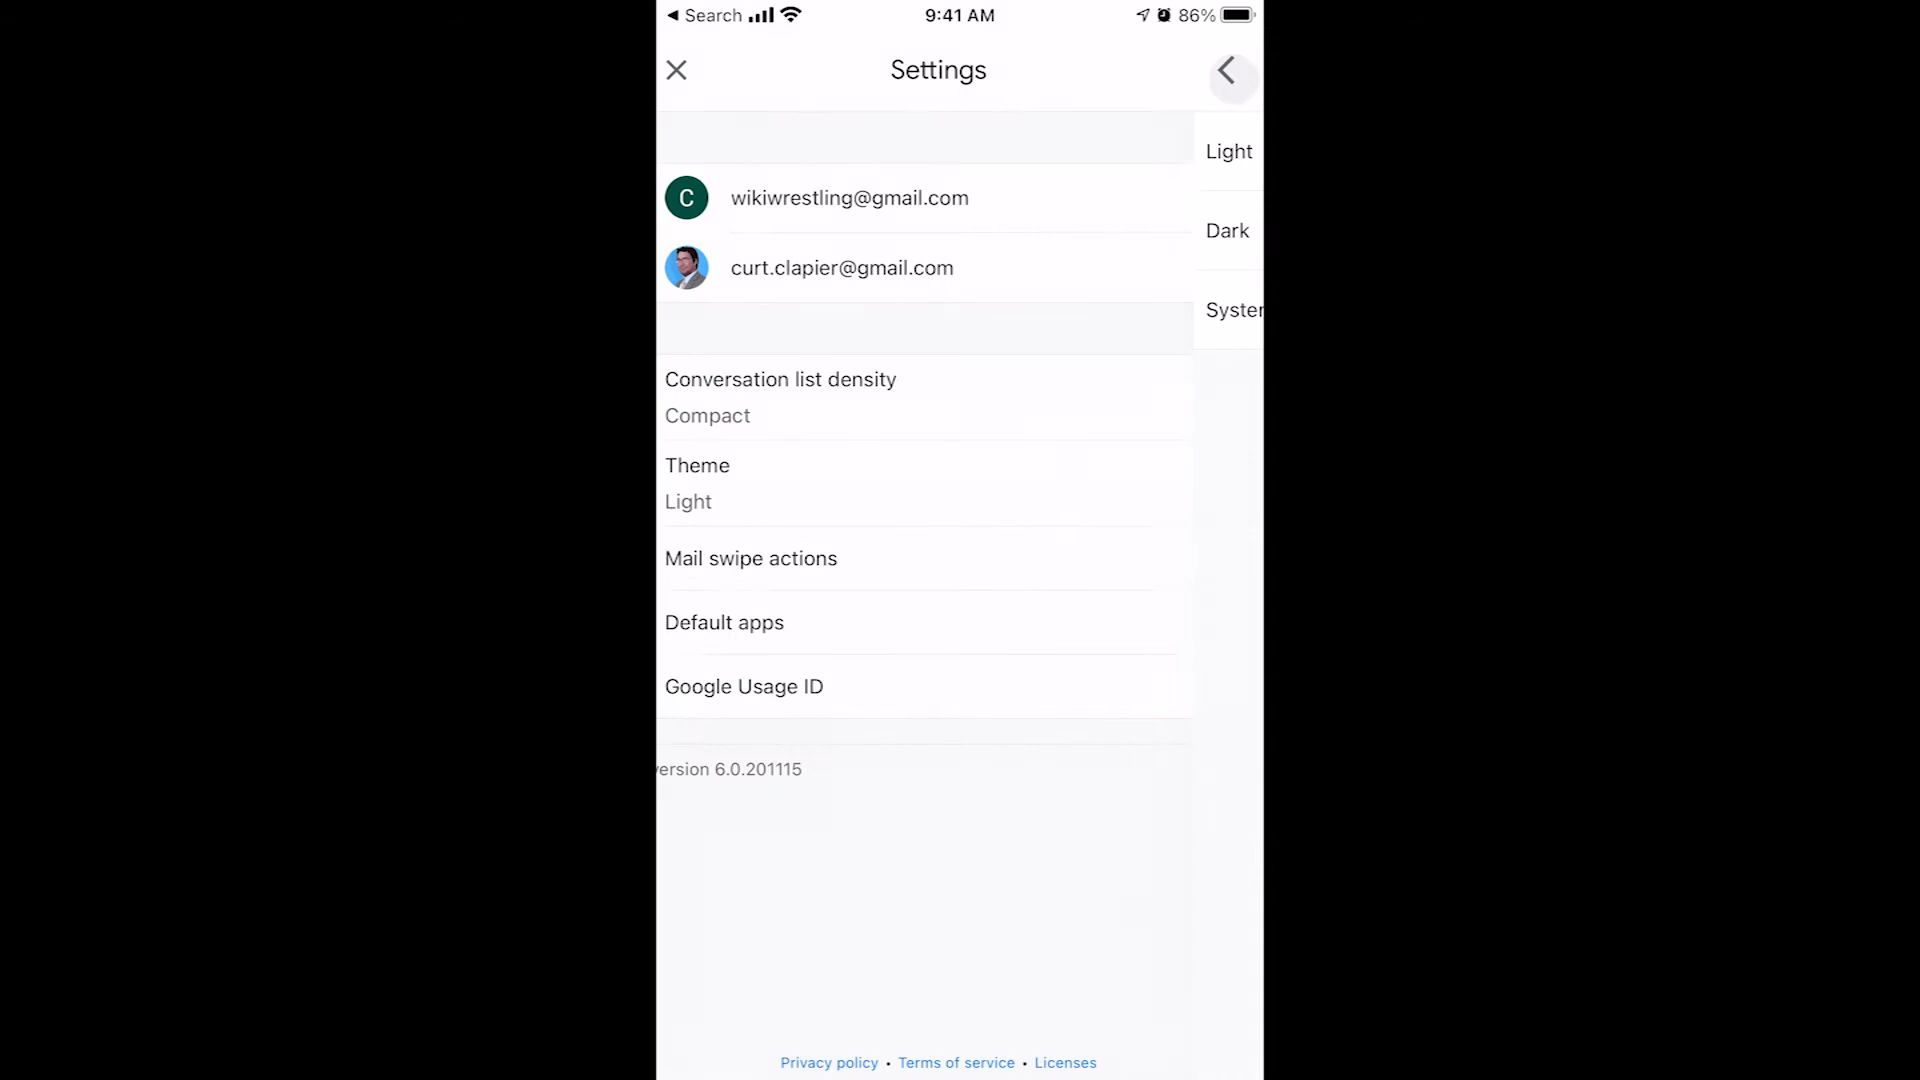 Search 9:41 AM 86%
Settings
Light
C wikiwrestling@gmail.com
Dark
curt.clapier@gmail.com
Syster
Conversation list density
Compact
Theme
Light
Mail swipe actions
Default apps
Google Usage ID
version 6.0.201115
Privacy policy • Terms of service • Licenses